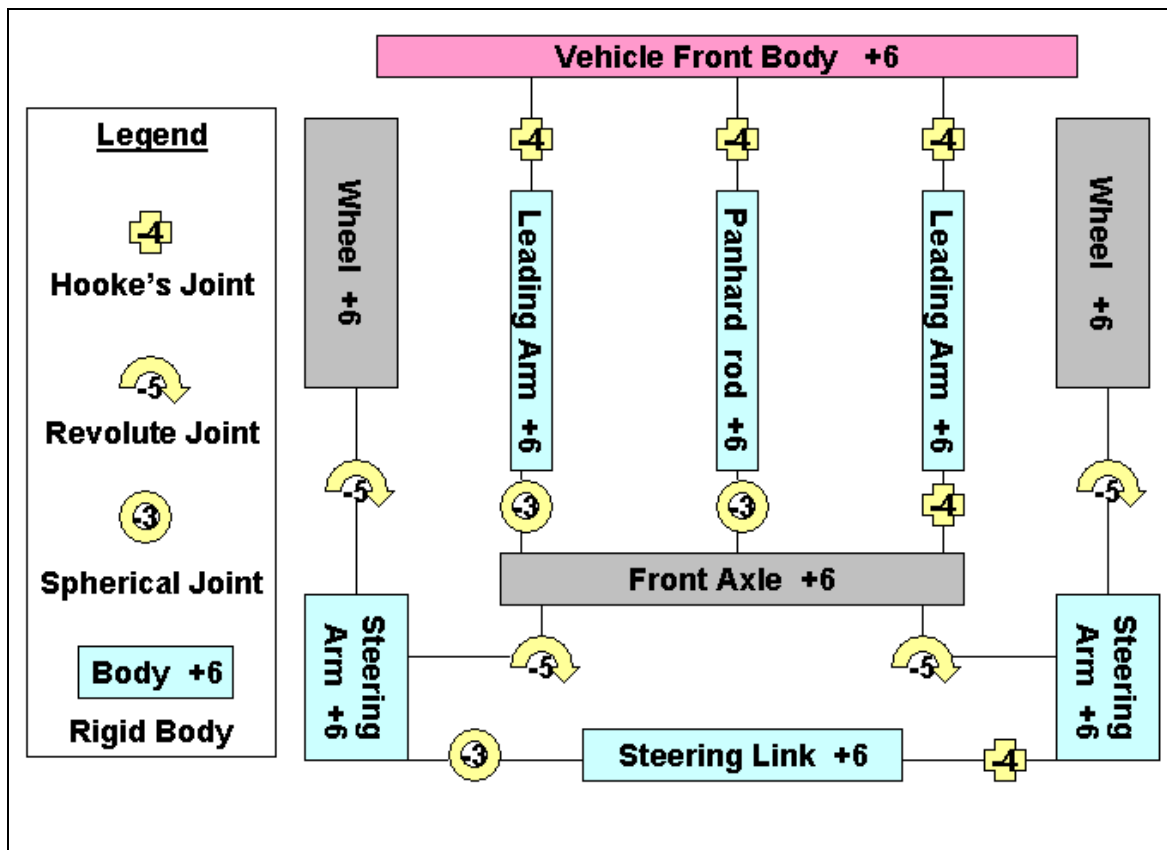 Vehicle Front Body +6
Legend
-4
Hooke's Joint
-5
Revolute Joint
-3
Spherical Joint
Body +6
Rigid Body
-4
-4
-4
Wheel +6
Leading Arm +6
Panhard rod +6
Leading Arm +6
Wheel +6
-5
-3
-3
-4
-5
Front Axle +6
Steering
Arm +6
-5
-5
Steering
Arm +6
-3
Steering Link +6
-4